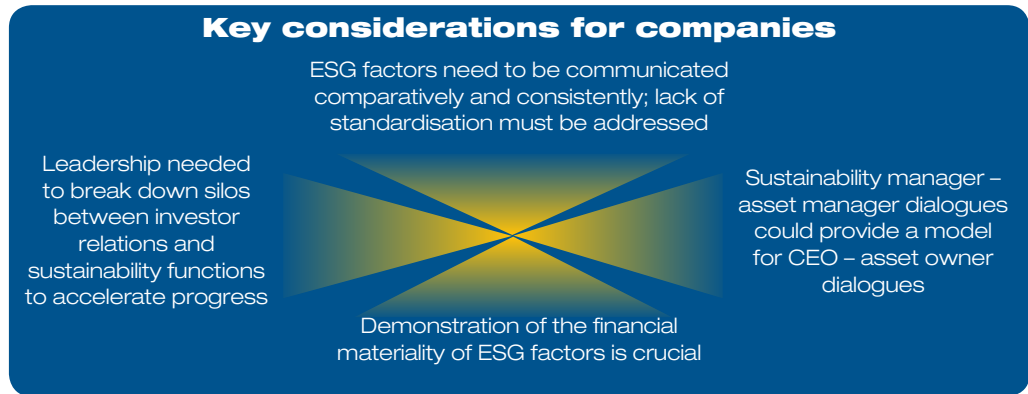 Key considerations for companies
ESG factors need to be communicated
comparatively and consistently; lack of
standardisation must be addressed
Leadership needed
to break down silos
between investor
relations and
sustainability functions
to accelerate progress
Sustainability manager –
asset manager dialogues
could provide a model
for CEO – asset owner
dialogues
Demonstration of the financial
materiality of ESG factors is crucial